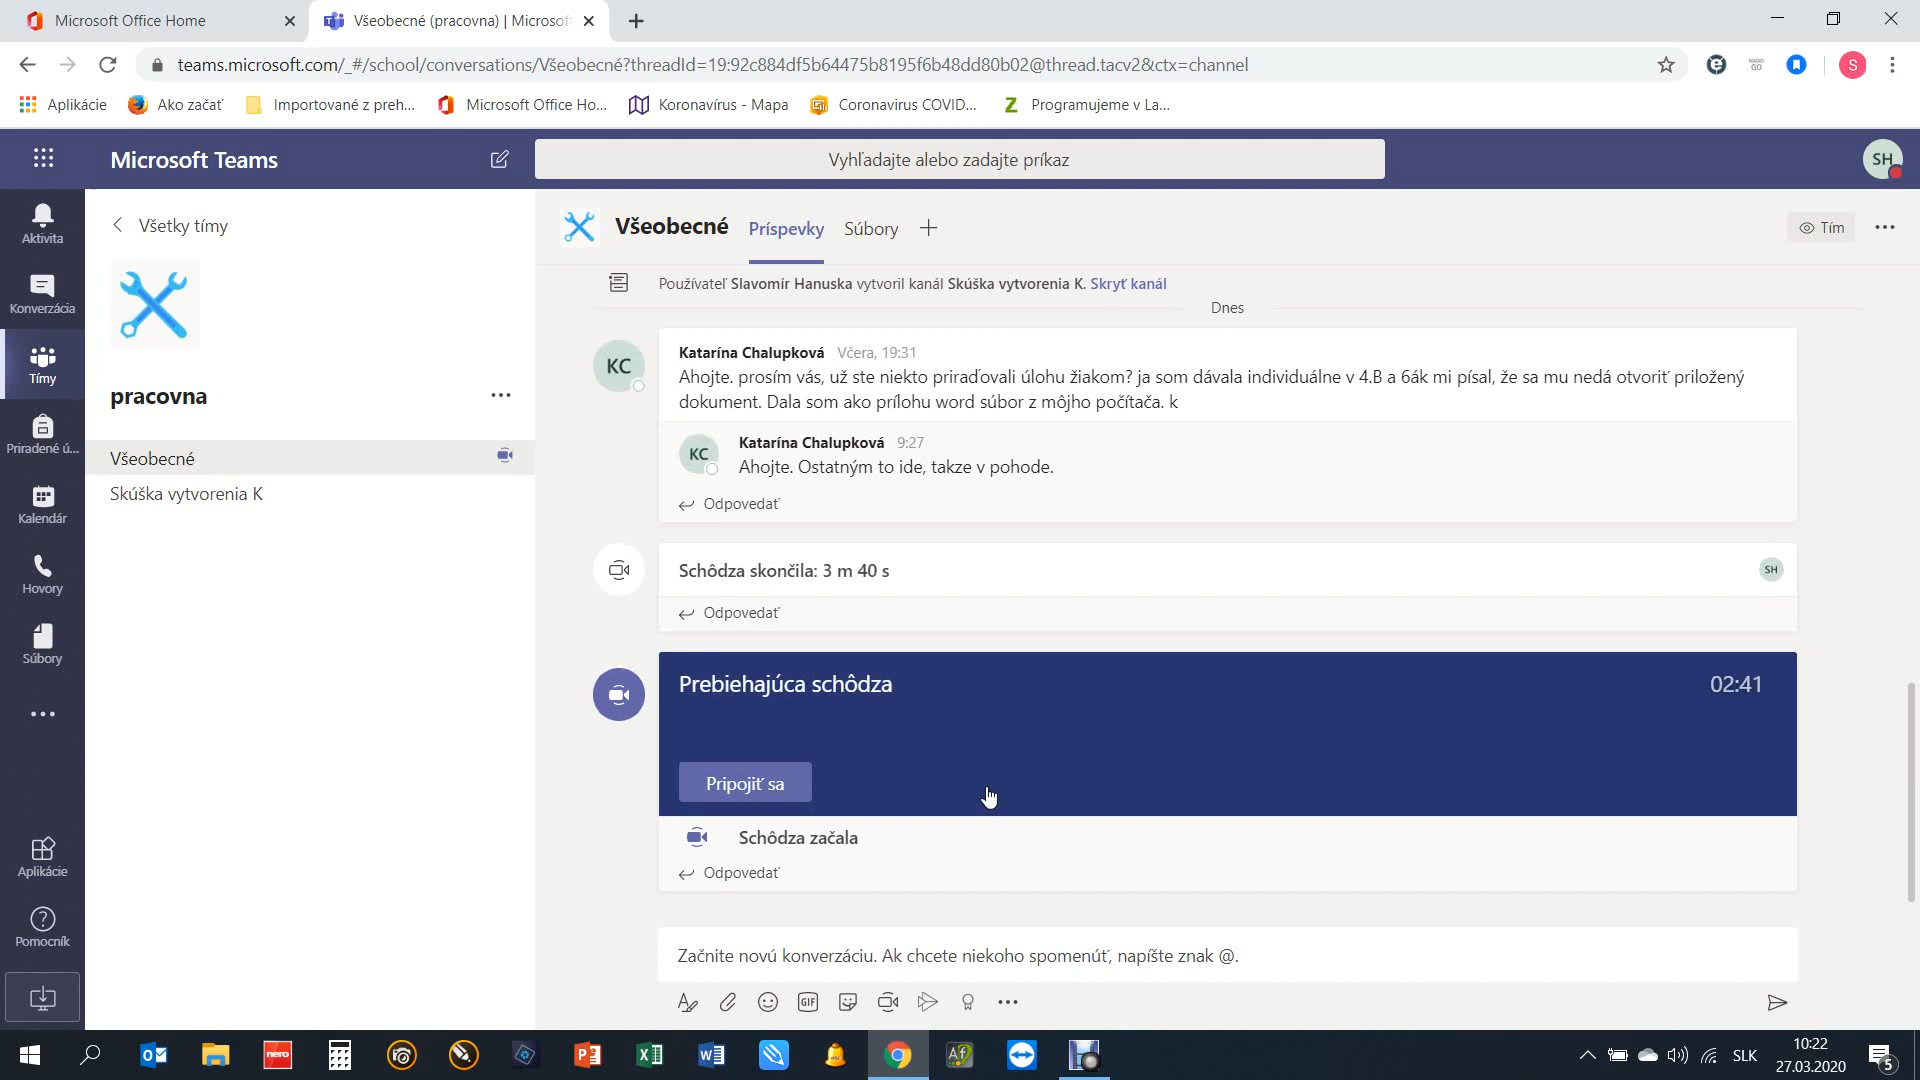 Microsoft Office Home
Všeobecné (pracovna) | Microsof
teams.microsoft.com/_#/school/conversations/Všeobecné?threadId=19:92c884df5b64475b8195f6b48dd80b02@thread.tacv2&ctx=channel
S
Aplikácie
Ako začať
Importované z preh...
Microsoft Office Ho...
Koronavírus - Mapa
Coronavirus COVID...
Programujeme v La...
Microsoft Teams
Vyhľadajte alebo zadajte príkaz
SH
Aktivita
Konverzácia
Tímy
Priradené ú...
Kalendár
Hovory
Súbory
Aplikácie
Pomocník
Všetky tímy
pracovna
Všeobecné
Skúška vytvorenia K
Všeobecné
Príspevky
Súbory
Tím
Používateľ Slavomír Hanuska vytvoril kanál Skúška vytvorenia K. Skryť kanál
Dnes
KC
Katarína Chalupková Včera, 19:31
Ahojte. prosím vás, už ste niekto priraďovali úlohu žiakom? ja som dávala individuálne v 4.B a 6ák mi písal, že sa mu nedá otvoriť priložený
dokument. Dala som ako prílohu word súbor z môjho počítača. k
KC
Katarína Chalupková 9:27
Ahojte. Ostatným to ide, takze v pohode.
Odpovedať
Schôdza skončila: 3 m 40 s
SH
Odpovedať
Prebiehajúca schôdza
02:41
Pripojiť sa
Schôdza začala
Odpovedať
Začnite novú konverzáciu. Ak chcete niekoho spomenúť, napíšte znak @.
GIF
nero
SLK
10:22
27.03.2020
5